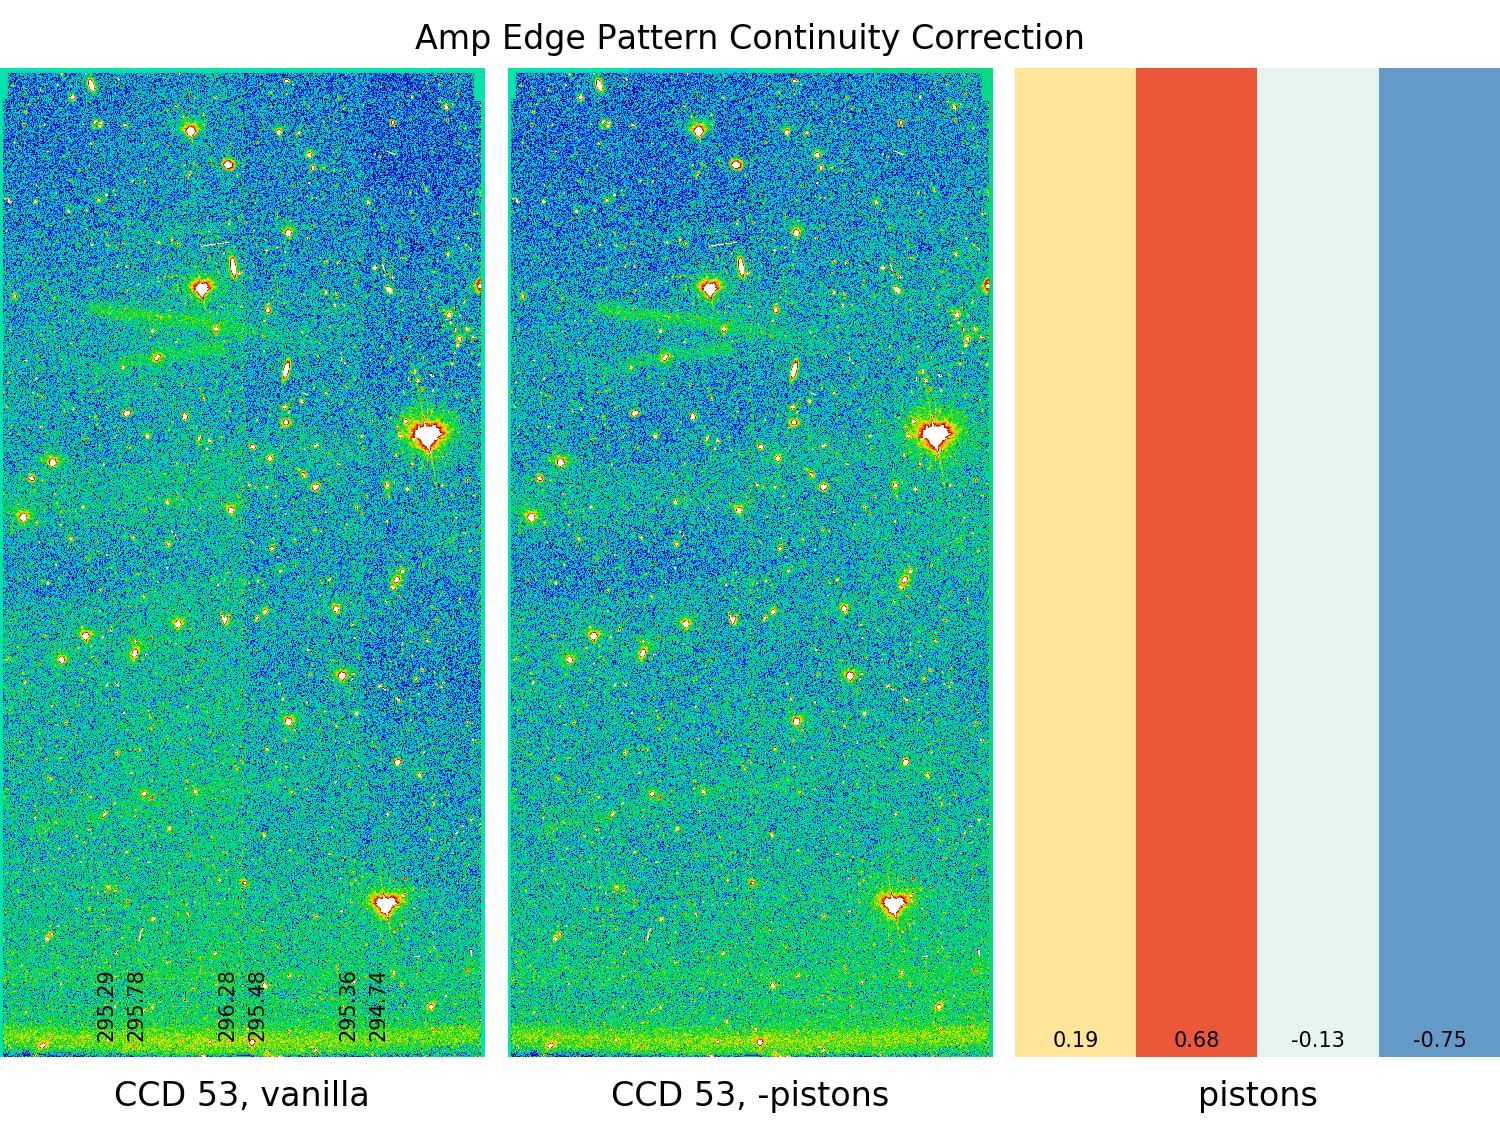 Amp Edge Pattern Continuity Correction
295.29
295.78
296.28
295.48
295.36
294.74
0.19
0.68
-0.13
-0.75
CCD 53, vanilla
CCD 53, -pistons
pistons